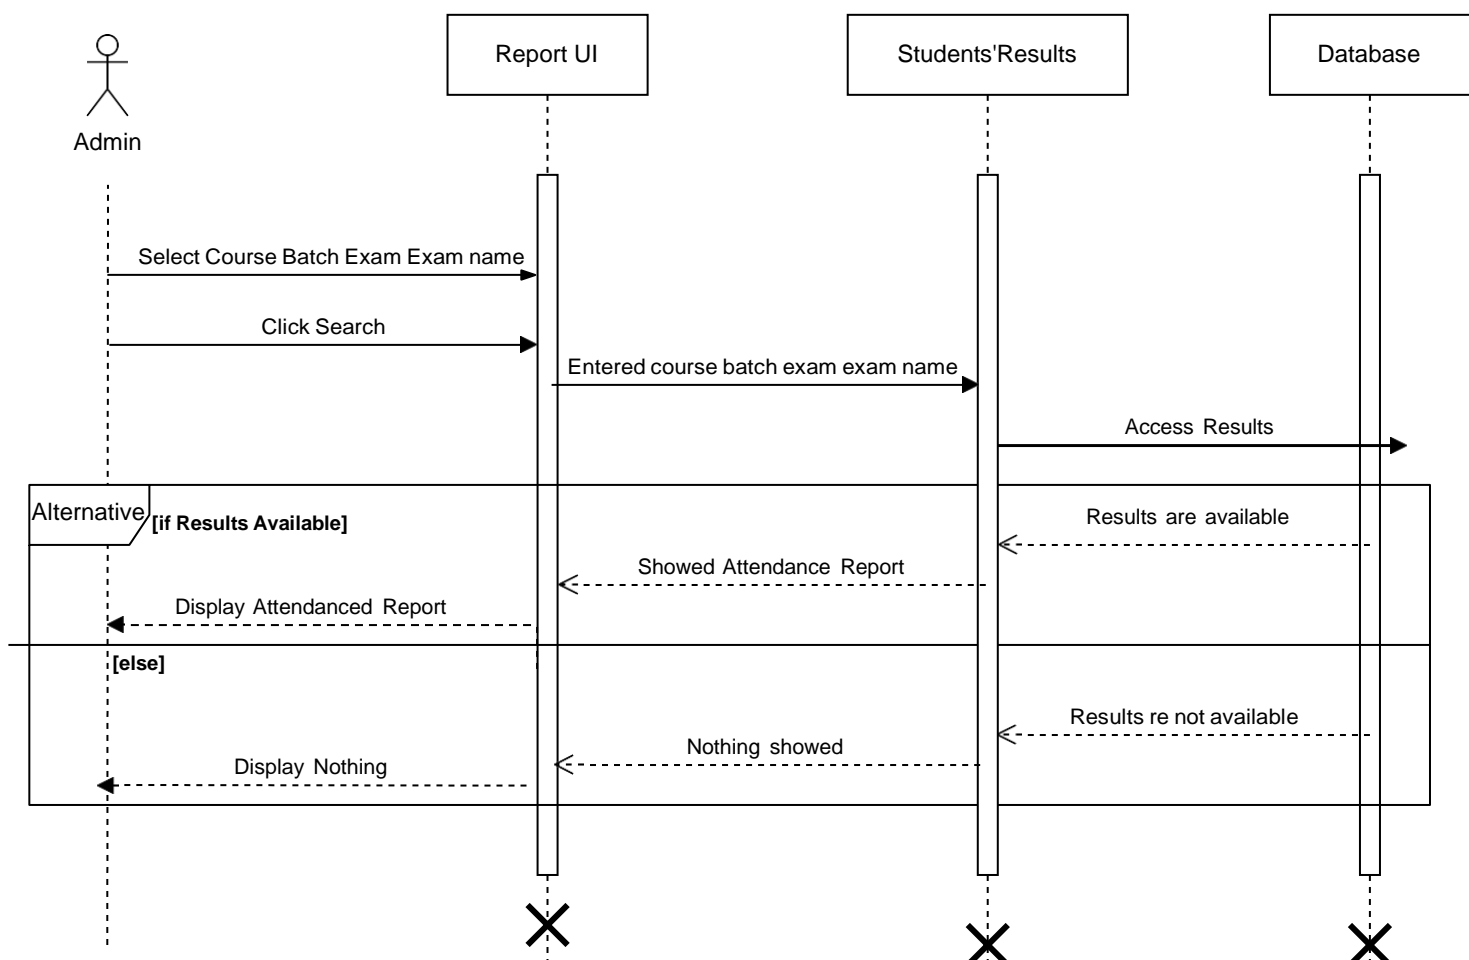 Report UI
Students'Results
Database
Admin
Select Course Batch Exam Exam name
Click Search
Entered course batch exam exam name
Access Results
Alternative
[if Results Available]
Results are available
Showed Attendance Report
Display Attendanced Report
[else]
Results re not available
Nothing showed
Display Nothing